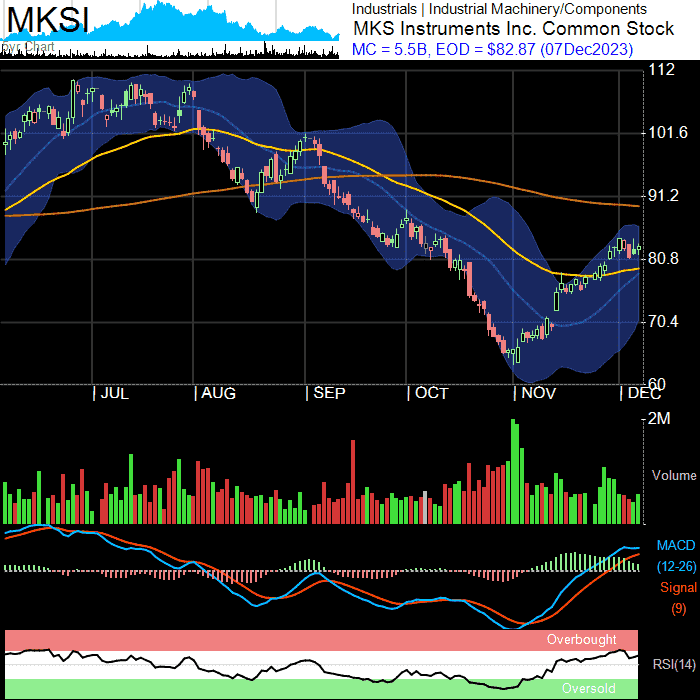 MKSI
5yr. Chart
Industrials | Industrial Machinery/Components
MKS Instruments Inc. Common Stock
MC = 5.5B, EOD = $82.87 (07Dec2023)
112
101.6
91.2
80.8
70.4
60
JUL
AUG
SEP
OCT
NOV
DEC
2M
Volume
MACD
(12-26)
Signal
(9)
Overbought
RSI(14)
Oversold